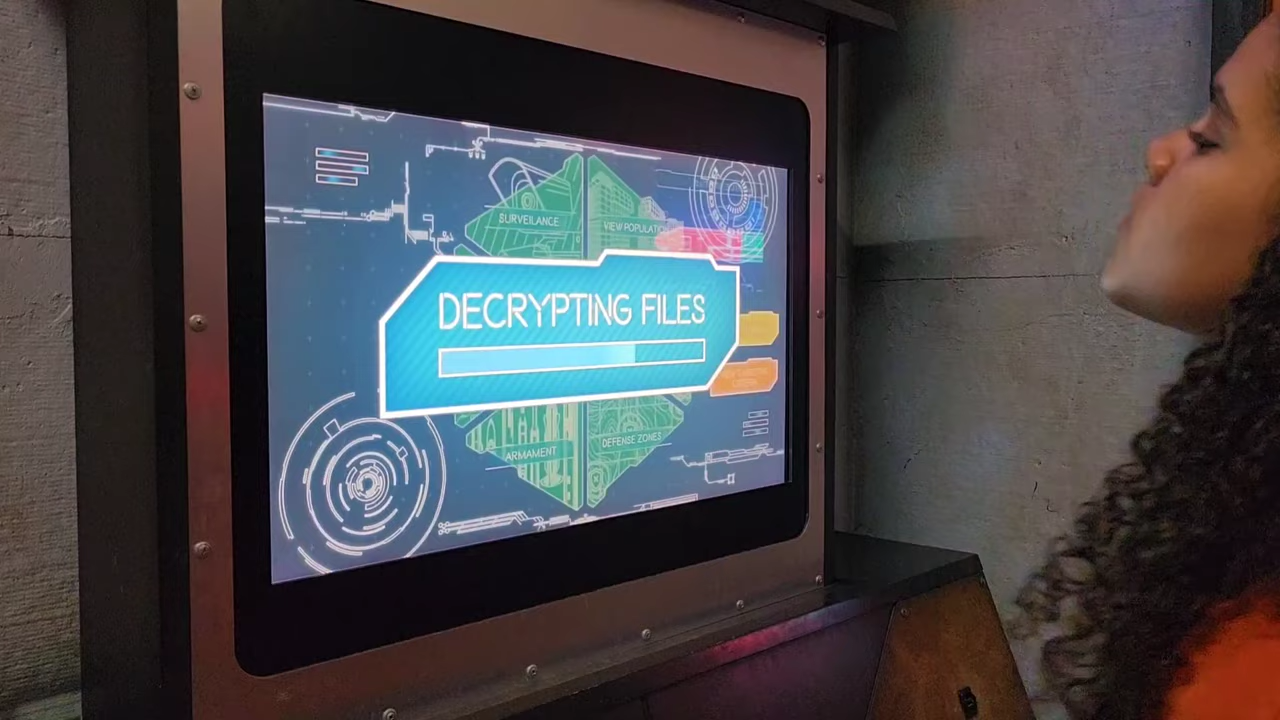 SURVEILANCE
VIEW POPULATION
DECRYPTING FILES
ARMAMENT
DEFENSE ZONES